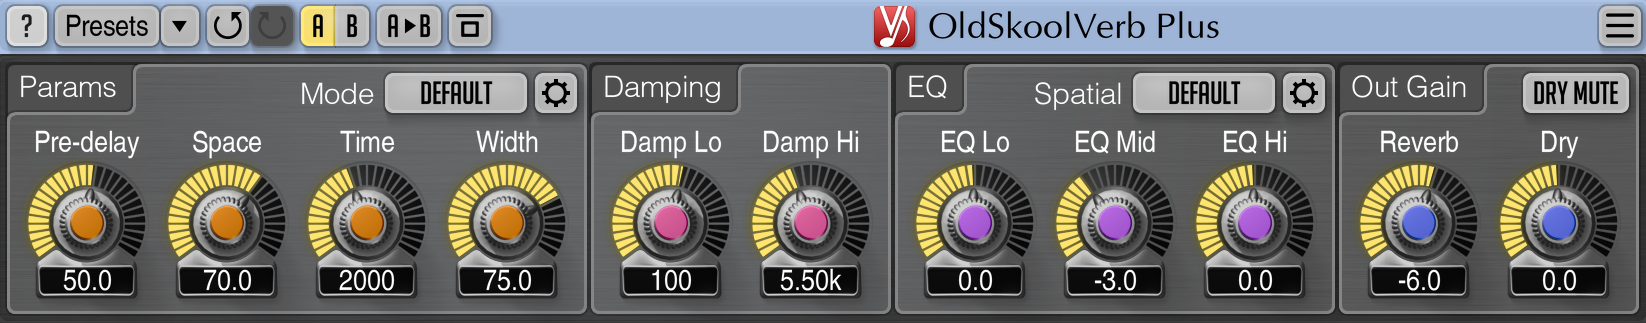 ? Presets ▼ A B A▶B OldSkoolVerb Plus
Params Mode DEFAULT
Pre-delay Space Time Width
50.0 70.0 2000 75.0
Damping
Damp Lo Damp Hi
100 5.50k
EQ Spatial DEFAULT
EQ Lo EQ Mid EQ Hi
0.0 -3.0 0.0
Out Gain DRY MUTE
Reverb Dry
-6.0 0.0